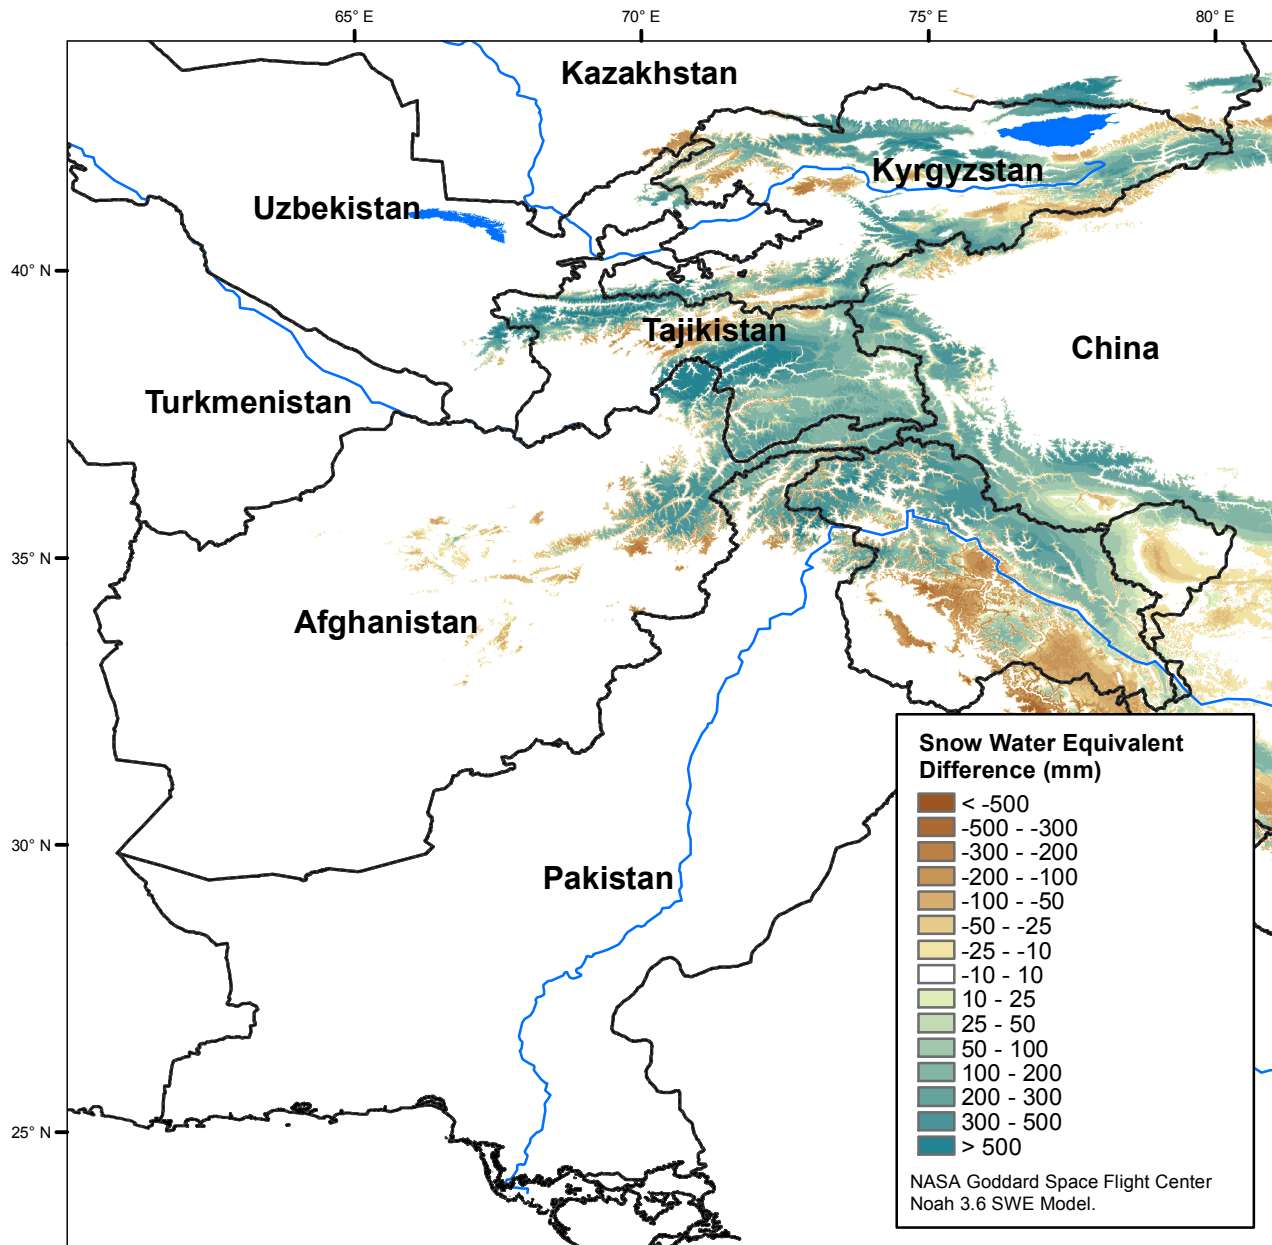 65° E
70° E
75° E
80° E
Kazakhstan
Kyrgyzstan
Uzbekistan
40° N
Tajikistan
China
Turkmenistan
35° N
Afghanistan
Snow Water Equivalent
Difference (mm)
< -500
-500 - -300
-300 - -200
-200 - -100
-100 - -50
-50 - -25
-25 - -10
-10 - 10
10 - 25
25 - 50
50 - 100
100 - 200
200 - 300
300 - 500
> 500
30° N
Pakistan
25° N
NASA Goddard Space Flight Center
Noah 3.6 SWE Model.